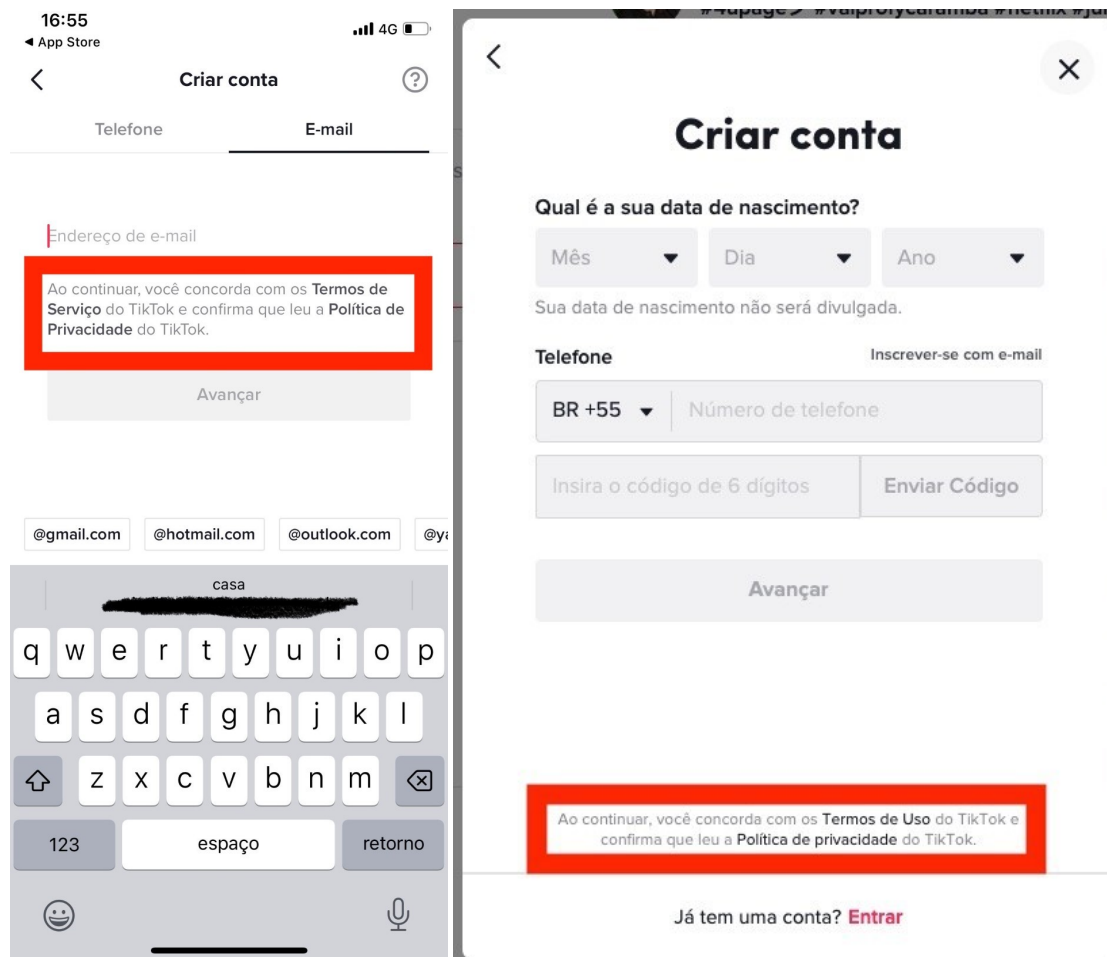 16:55
4G
App Store
Criar conta
?
Telefone E-mail
Endereço de e-mail
Ao continuar, você concorda com os Termos de
Serviço do TikTok e confirma que leu a Política de
Privacidade do TikTok.
Avançar
@gmail.com @hotmail.com @outlook.com @ya
casa
q w e r t y u i o p
a s d f g h j k l
z x c v b n m
123 espaço retorno
Criar conta
Qual é a sua data de nascimento?
Mês Dia Ano
Sua data de nascimento não será divulgada.
Telefone Inscrever-se com e-mail
BR +55 Número de telefone
Insira o código de 6 dígitos Enviar Código
Avançar
Ao continuar, você concorda com os Termos de Uso do TikTok e
confirma que leu a Política de privacidade do TikTok.
Já tem uma conta? Entrar